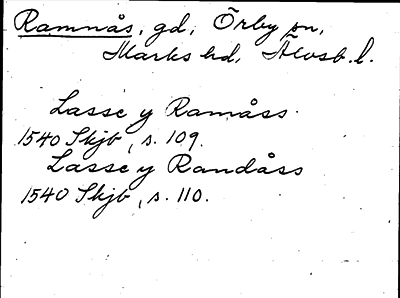 Ramnås, gd, Örby sn,
Marks hd, Älvsb. l.
Lasse y Ramåss
1540 Skjb, s. 109.
Lasse y Randåss
1540 Skjb, s. 110.